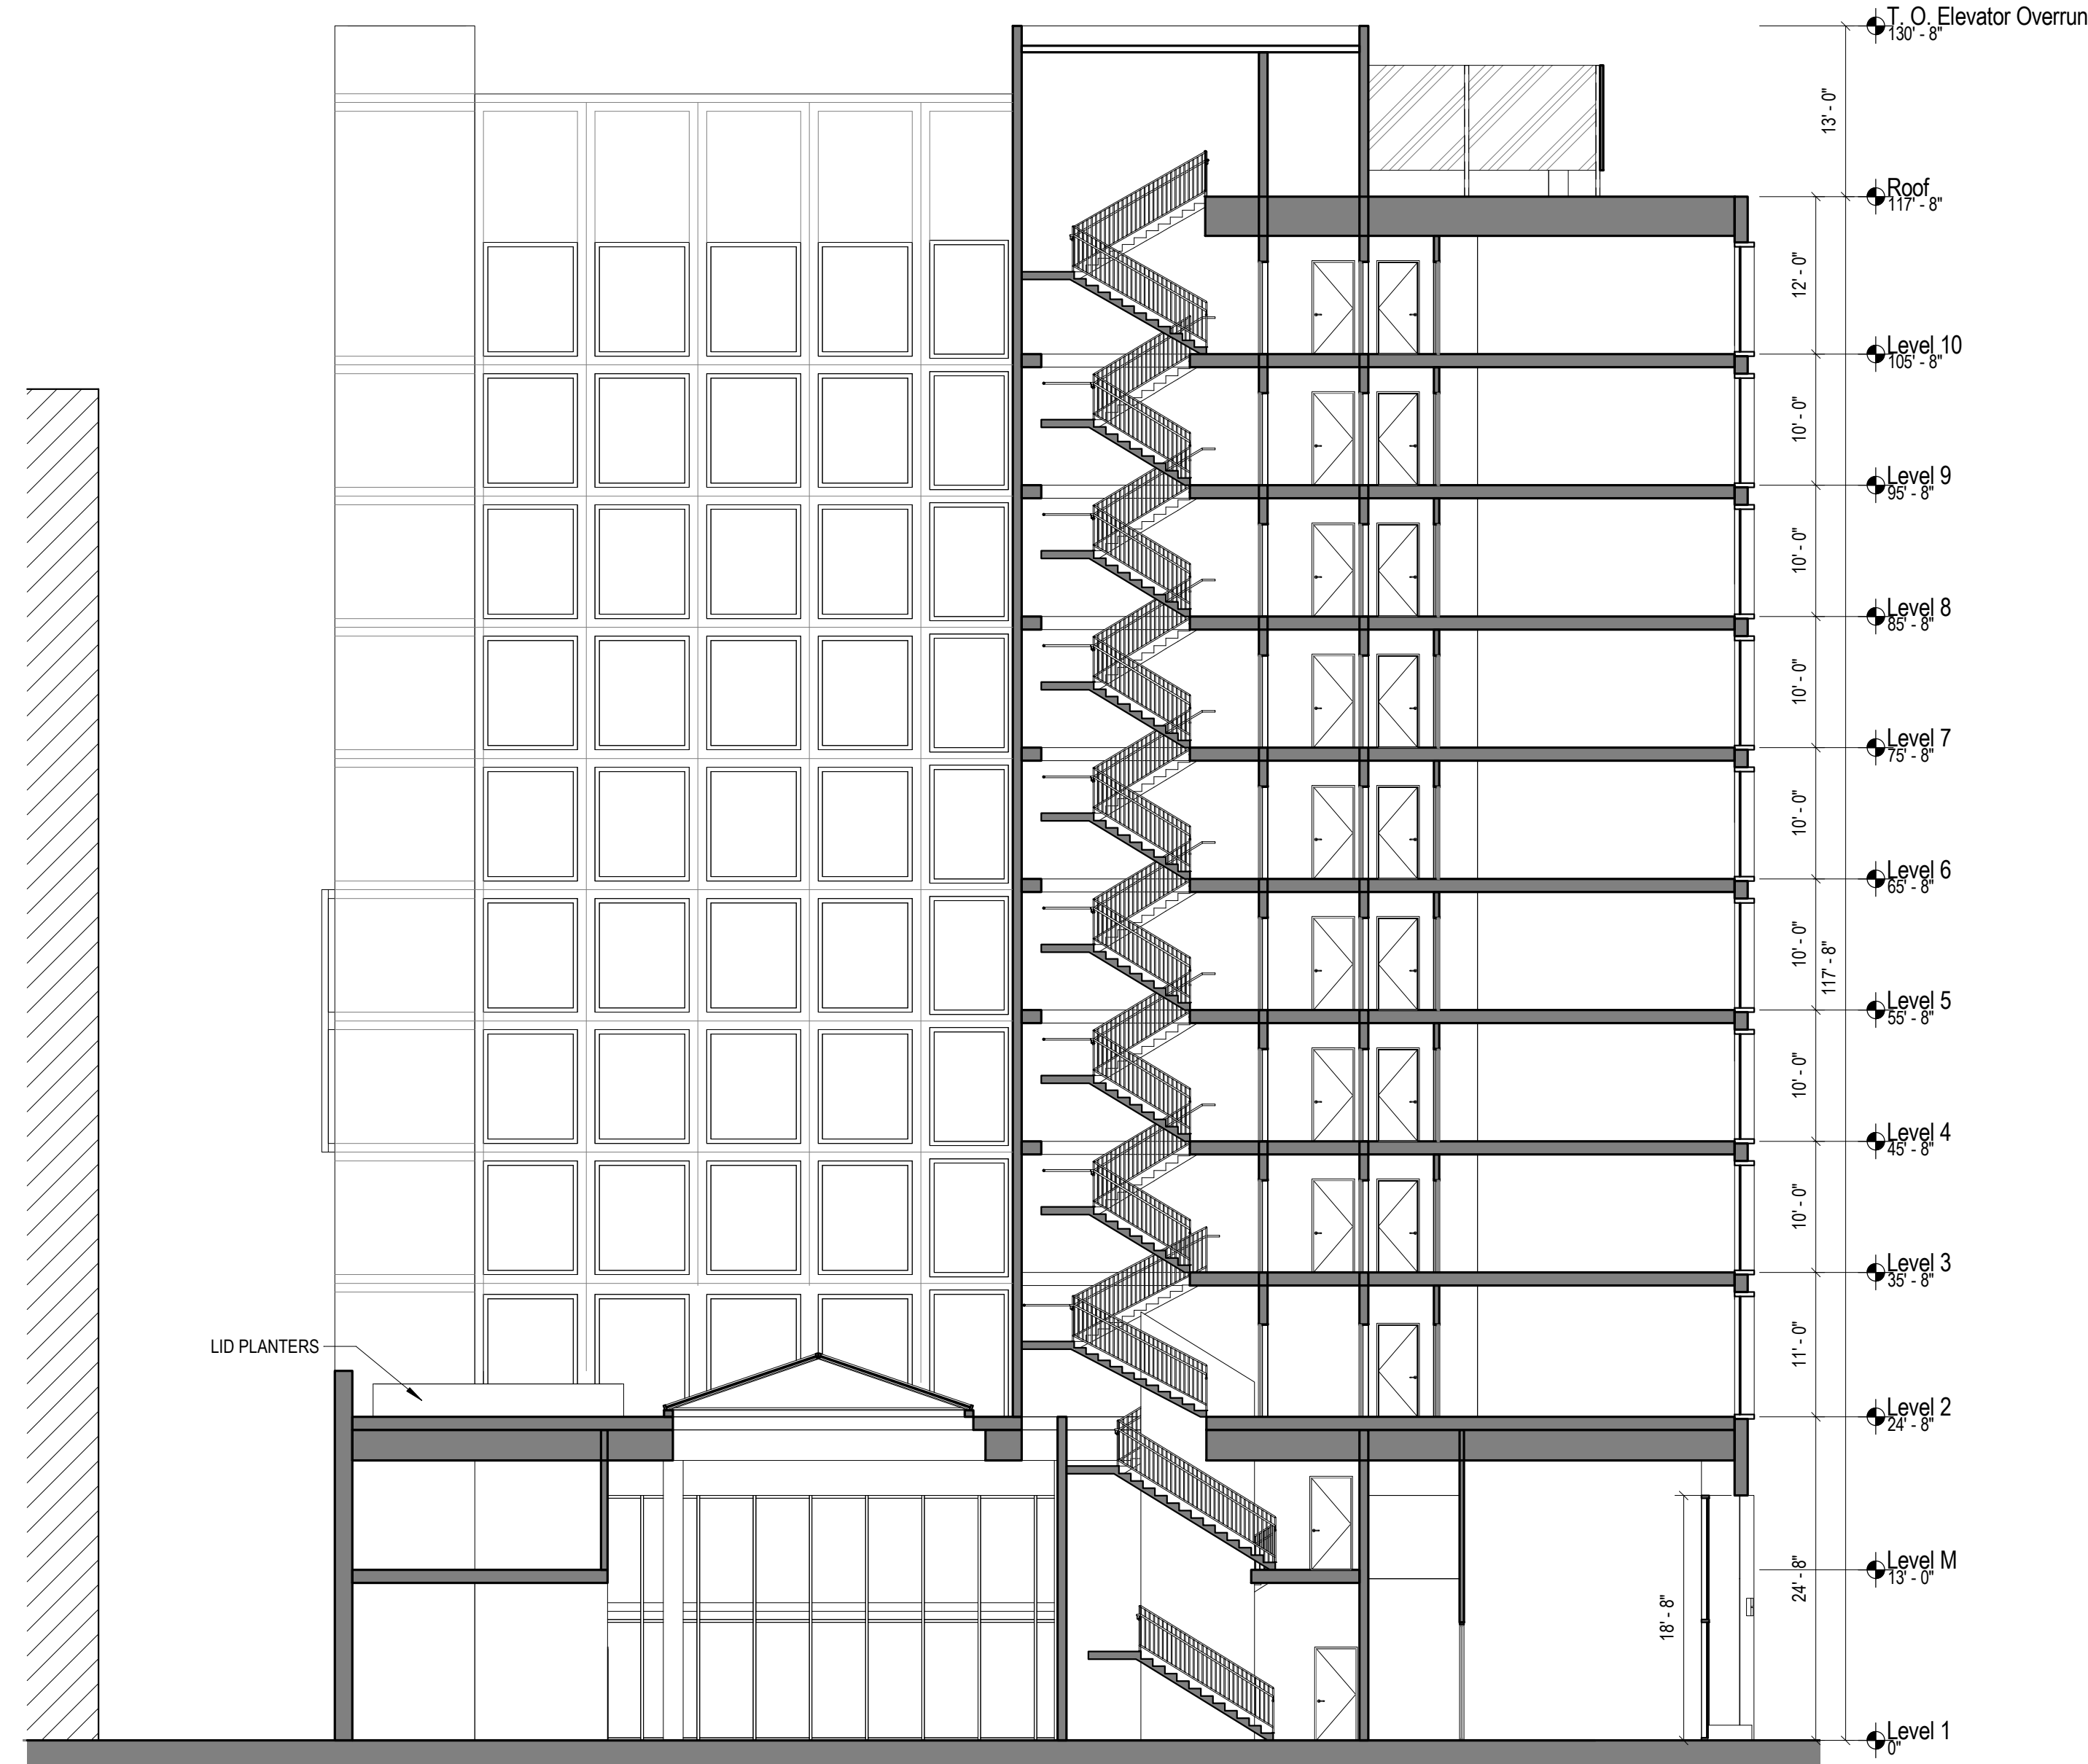 T. O. Elevator Overrun
130' - 8"
13' - 0"
Roof
117' - 8"
12' - 0"
Level 10
105' - 8"
10' - 0"
Level 9
95' - 8"
10' - 0"
Level 8
85' - 8"
10' - 0"
Level 7
75' - 8"
10' - 0"
Level 6
65' - 8"
10' - 0"
117' - 8"
Level 5
55' - 8"
10' - 0"
Level 4
45' - 8"
10' - 0"
Level 3
35' - 8"
11' - 0"
LID PLANTERS
Level 2
24' - 8"
Level M
13' - 0"
24' - 8"
18' - 8"
Level 1
0"